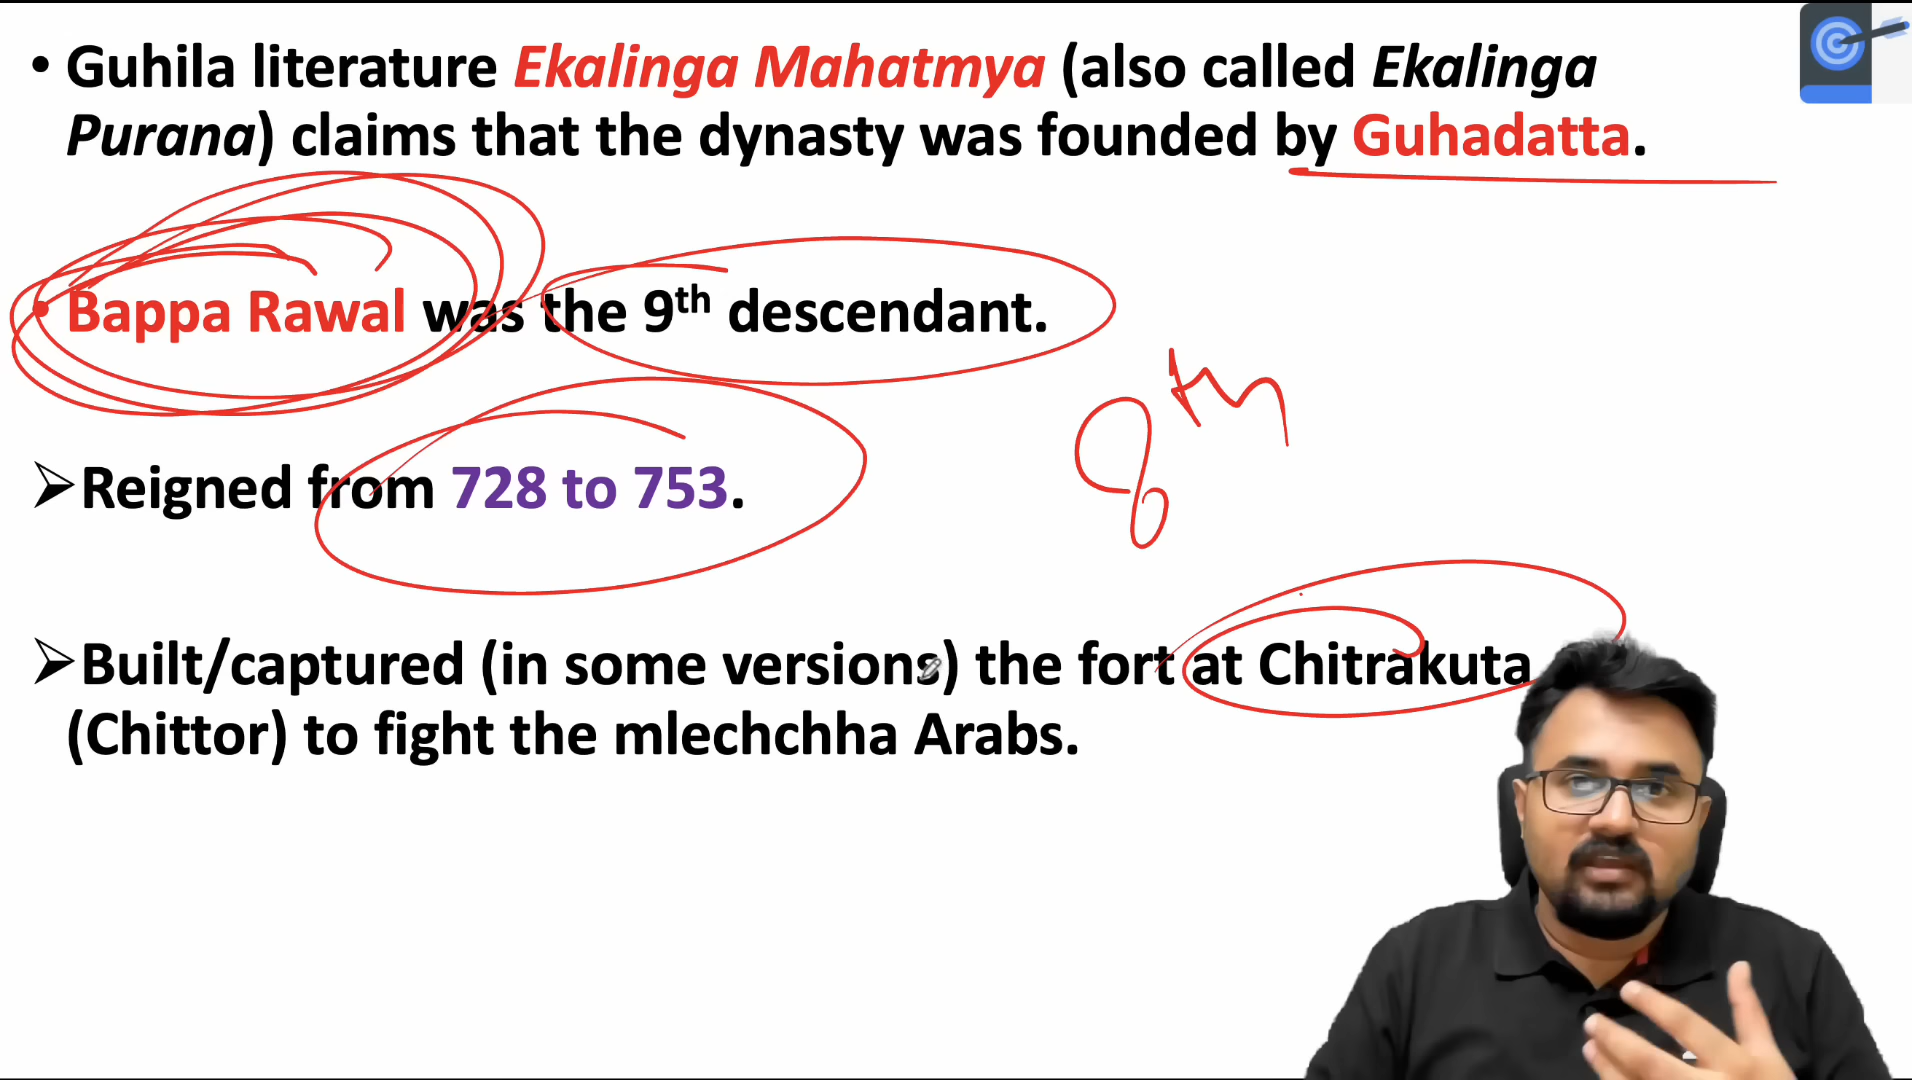 • Guhila literature Ekalinga Mahatmya (also called Ekalinga
Purana) claims that the dynasty was founded by Guhadatta.
• Bappa Rawal was the 9th descendant.
8th
➢Reigned from 728 to 753.
➢Built/captured (in some versions) the fort at Chitrakuta
(Chittor) to fight the mlechchha Arabs.